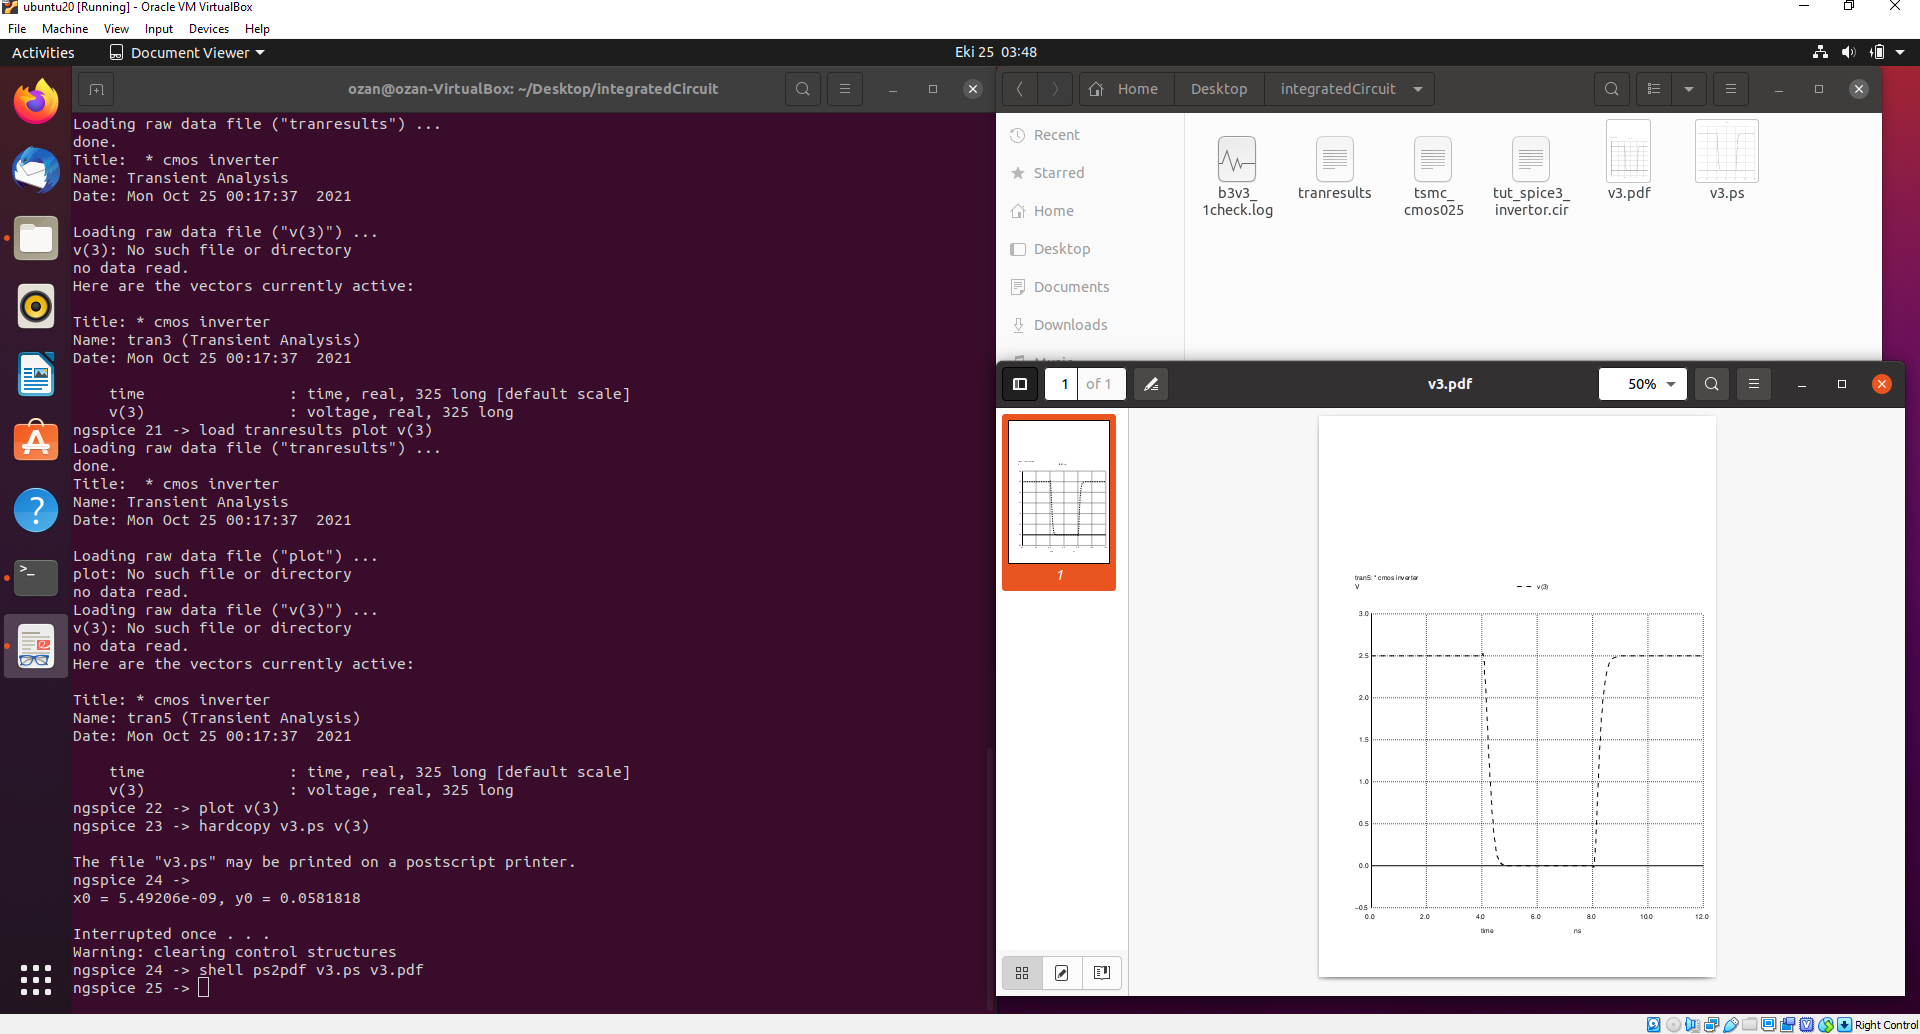 ubuntu20 [Running] - Oracle VM VirtualBox
File Machine View Input Devices Help
Activities Document Viewer Eki 25 03:48
ozan@ozan-VirtualBox: ~/Desktop/integratedCircuit
Loading raw data file ("tranresults") ...
done.
Title:  * cmos inverter
Name: Transient Analysis
Date: Mon Oct 25 00:17:37  2021
Loading raw data file ("v(3)") ...
v(3): No such file or directory
no data read.
Here are the vectors currently active:
Title: * cmos inverter
Name: tran3 (Transient Analysis)
Date: Mon Oct 25 00:17:37  2021
time : time, real, 325 long [default scale]
v(3) : voltage, real, 325 long
ngspice 21 -> load tranresults plot v(3)
Loading raw data file ("tranresults") ...
done.
Title:  * cmos inverter
Name: Transient Analysis
Date: Mon Oct 25 00:17:37  2021
Loading raw data file ("plot") ...
plot: No such file or directory
no data read.
Loading raw data file ("v(3)") ...
v(3): No such file or directory
no data read.
Here are the vectors currently active:
Title: * cmos inverter
Name: tran5 (Transient Analysis)
Date: Mon Oct 25 00:17:37  2021
time : time, real, 325 long [default scale]
v(3) : voltage, real, 325 long
ngspice 22 -> plot v(3)
ngspice 23 -> hardcopy v3.ps v(3)
The file "v3.ps" may be printed on a postscript printer.
ngspice 24 ->
x0 = 5.49206e-09, y0 = 0.0581818
Interrupted once . . .
Warning: clearing control structures
ngspice 24 -> shell ps2pdf v3.ps v3.pdf
ngspice 25 ->
Home Desktop integratedCircuit
Recent
Starred
Home
Desktop
Documents
Downloads
b3v3_
1check.log
tranresults
tsmc_
cmos025
tut_spice3_
invertor.cir
v3.pdf
v3.ps
1 of 1 v3.pdf 50%
1
tran5: * cmos inverter
V
v(3)
3.0
2.5
2.0
1.5
1.0
0.5
0.0
-0.5
0.0 2.0 4.0 6.0 8.0 10.0 12.0
time ns
Right Control